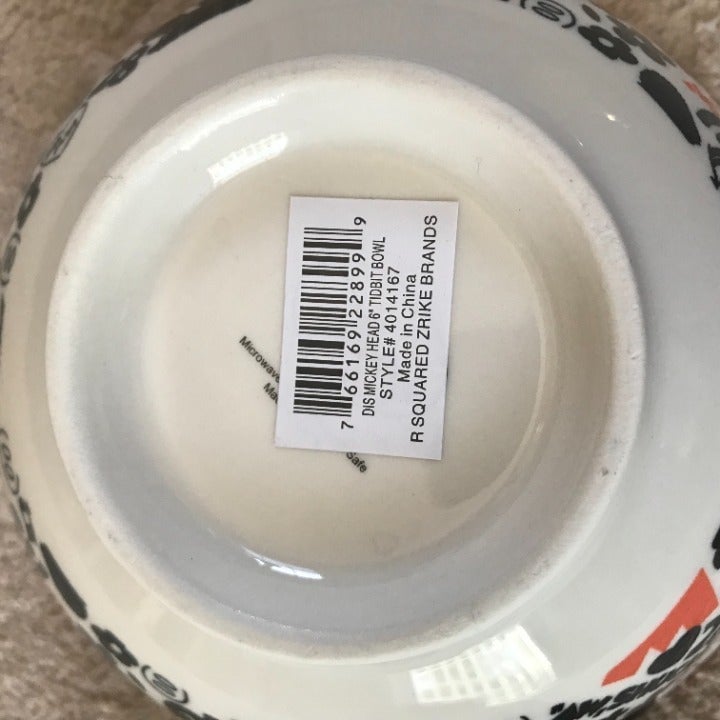 7 66169 22899 9
DIS MICKEY HEAD 6" TIDBIT BOWL
STYLE# 4014167
Made in China
R SQUARED ZRIKE BRANDS
Microwave
Safe